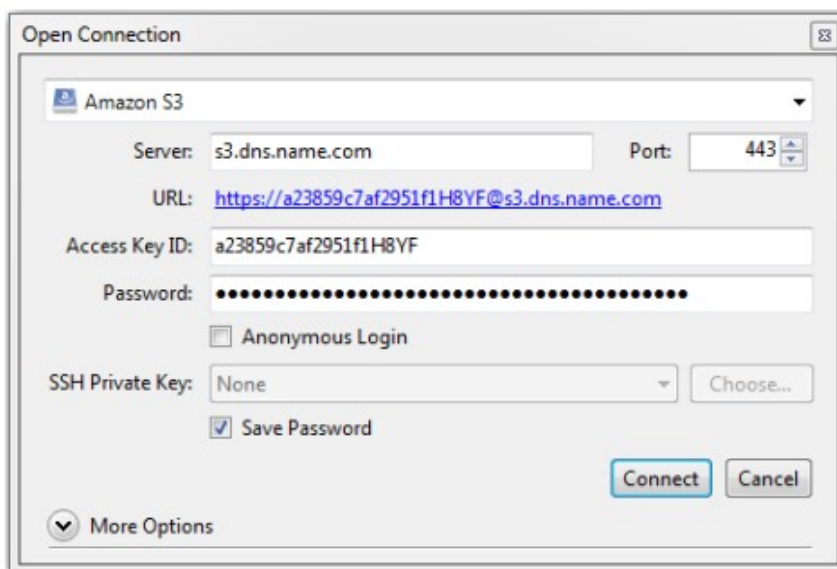 Open Connection
Amazon S3
Server: s3.dns.name.com Port: 443
URL: https://a23859c7af2951f1H8YF@s3.dns.name.com
Access Key ID: a23859c7af2951f1H8YF
Password: ••••••••••••••••••••••••••••••••••••••••
Anonymous Login
SSH Private Key: None Choose...
Save Password
Connect Cancel
More Options